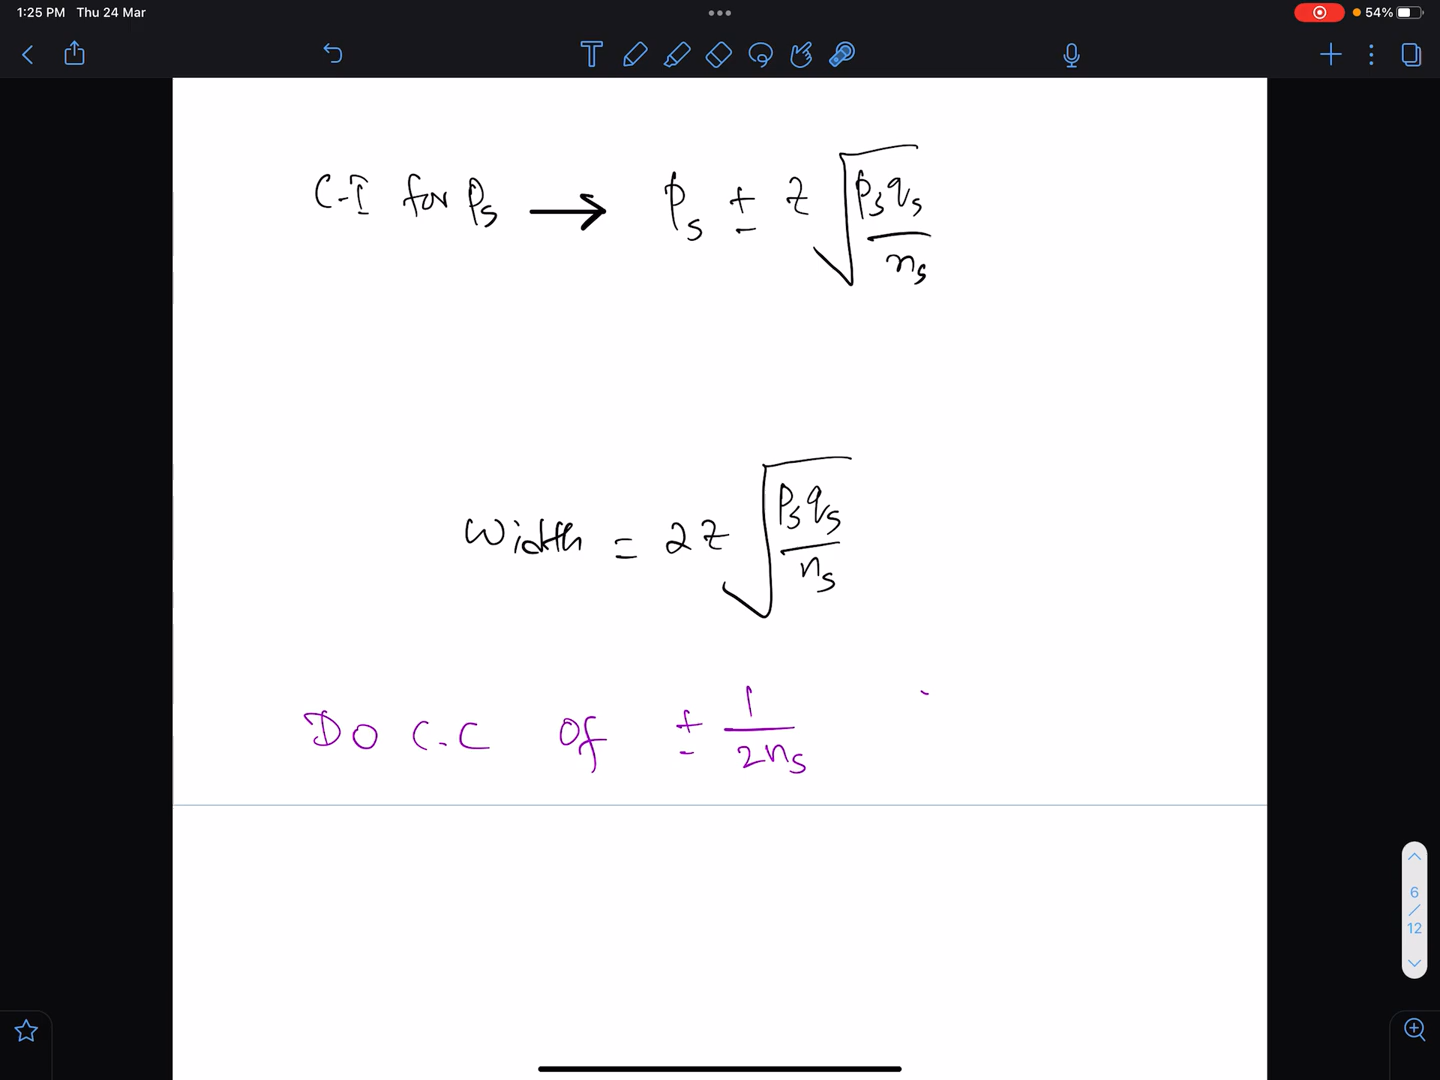 1:25 PM Thu 24 Mar
54%
C-I for Ps → Ps ± Z √(PsqS/ns)
Width = 2Z √(Psqs/ns)
DO C.C Of ± 1/2ns
6
/
12